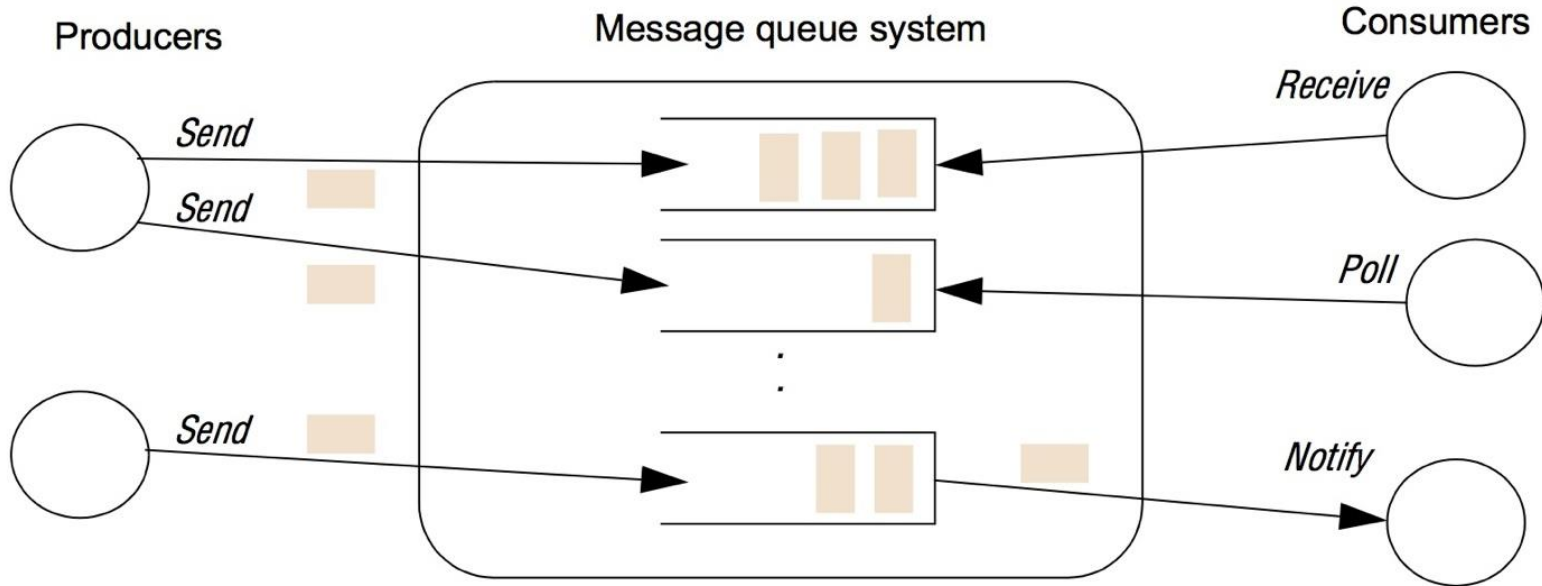 Producers
Message queue system
Consumers
Send
Receive
Send
Poll
Send
Notify